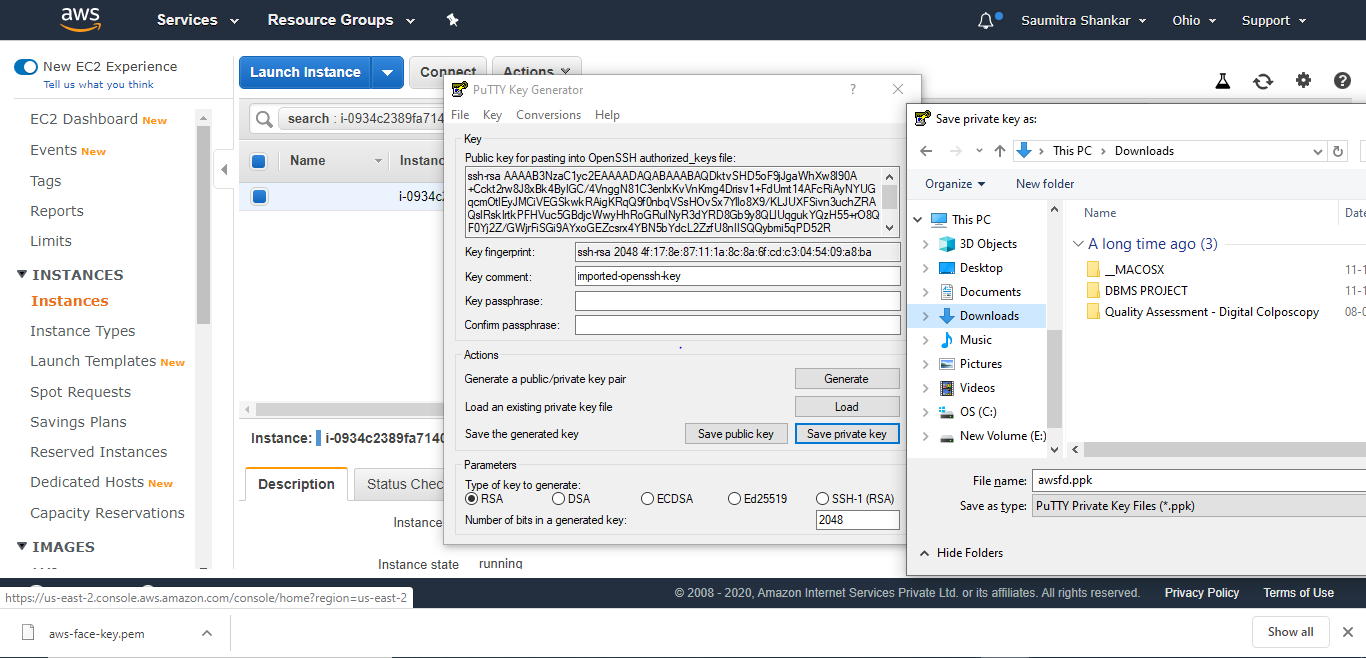 aws
Services
Resource Groups
Saumitra Shankar
Ohio
Support
New EC2 Experience
Tell us what you think
EC2 Dashboard New
Events New
Tags
Reports
Limits
INSTANCES
Instances
Instance Types
Launch Templates New
Spot Requests
Savings Plans
Reserved Instances
Dedicated Hosts New
Capacity Reservations
IMAGES
Launch Instance
Connect
Actions
search : i-0934c2389fa714
Name
Instanc
i-0934c2
Instance: i-0934c2389fa7140
Description
Status Chec
Instance
Instance state
running
PuTTY Key Generator
?
File Key Conversions Help
Key
Public key for pasting into OpenSSH authorized_keys file:
ssh-rsa
Key fingerprint:
ssh-rsa 2048 4f:17:8e:87:11:1a:8c:8a:6f:cd:c3:04:54:09:a8:ba
Key comment:
imported-openssh-key
Key passphrase:
Confirm passphrase:
Actions
Generate a public/private key pair
Generate
Load an existing private key file
Load
Save the generated key
Save public key
Save private key
Parameters
Type of key to generate:
RSA DSA ECDSA Ed25519 SSH-1 (RSA)
Number of bits in a generated key:
2048
Save private key as:
This PC > Downloads
Organize
New folder
This PC
3D Objects
Desktop
Documents
Downloads
Music
Pictures
Videos
OS (C:)
New Volume (E:)
Name
Date
A long time ago (3)
__MACOSX
11-1
DBMS PROJECT
11-1
Quality Assessment - Digital Colposcopy
08-0
File name:
awsfd.ppk
Save as type:
PuTTY Private Key Files (*.ppk)
Hide Folders
© 2008 - 2020, Amazon Internet Services Private Ltd. or its affiliates. All rights reserved.
Privacy Policy
Terms of Use
https://us-east-2.console.aws.amazon.com/console/home?region=us-east-2
aws-face-key.pem
Show all